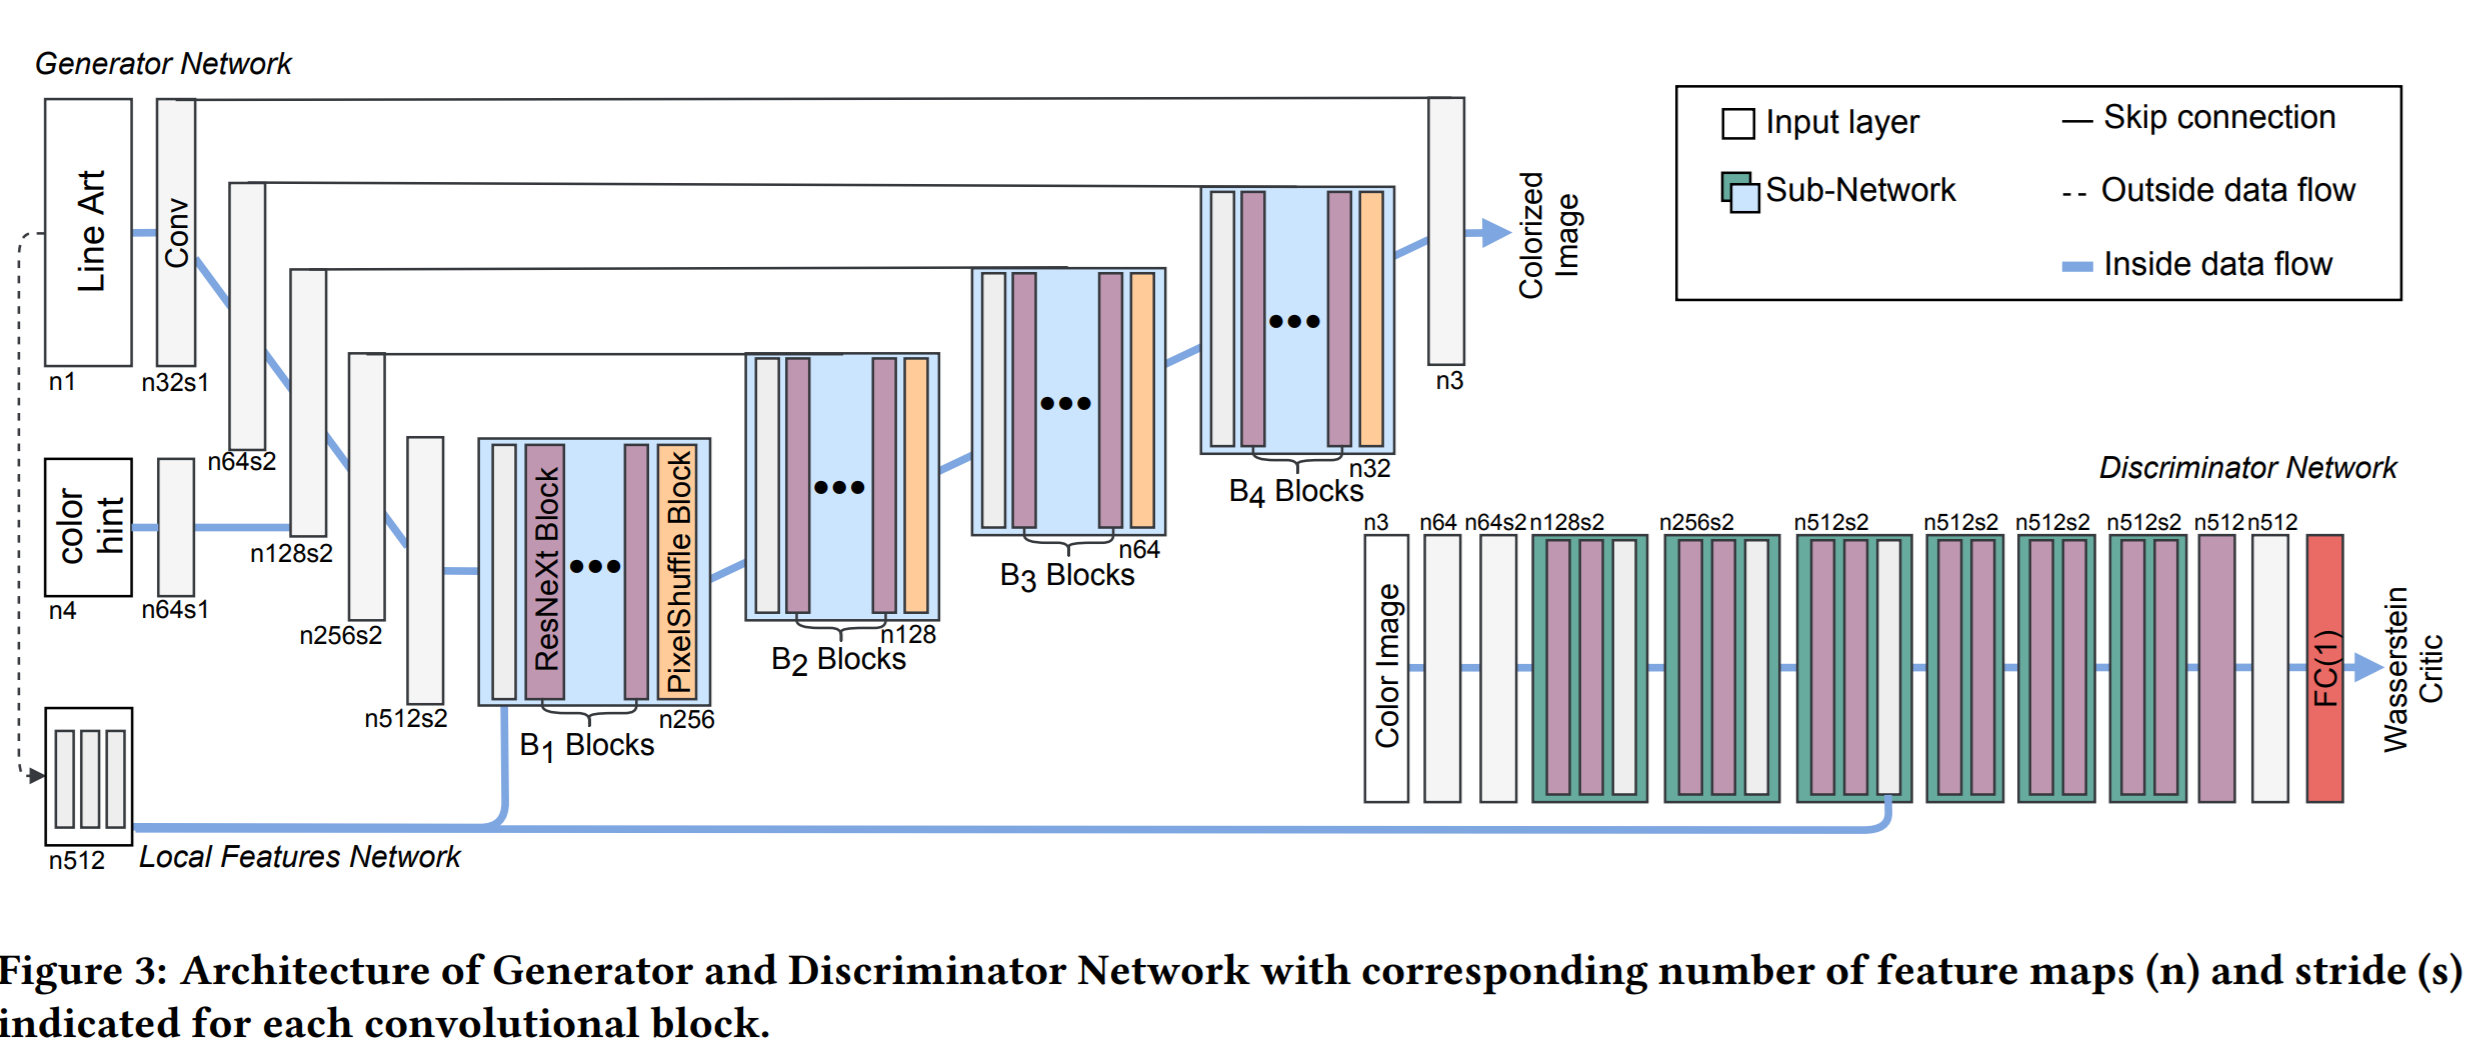 Generator Network
Line Art
n1
Conv
n32s1
n64s2
n128s2
n256s2
n512s2
color
hint
n4
n64s1
n512
Local Features Network
ResNeXt Block
PixelShuffle Block
B1 Blocks
n256
B2 Blocks
n128
B3 Blocks
n64
B4 Blocks
n32
n3
Colorized
Image
Input layer
Sub-Network
Skip connection
Outside data flow
Inside data flow
Discriminator Network
n3 n64 n64s2 n128s2 n256s2 n512s2 n512s2 n512s2 n512s2 n512 n512
Color Image
FC(1)
Wasserstein
Critic
Figure 3: Architecture of Generator and Discriminator Network with corresponding number of feature maps (n) and stride (s)
indicated for each convolutional block.